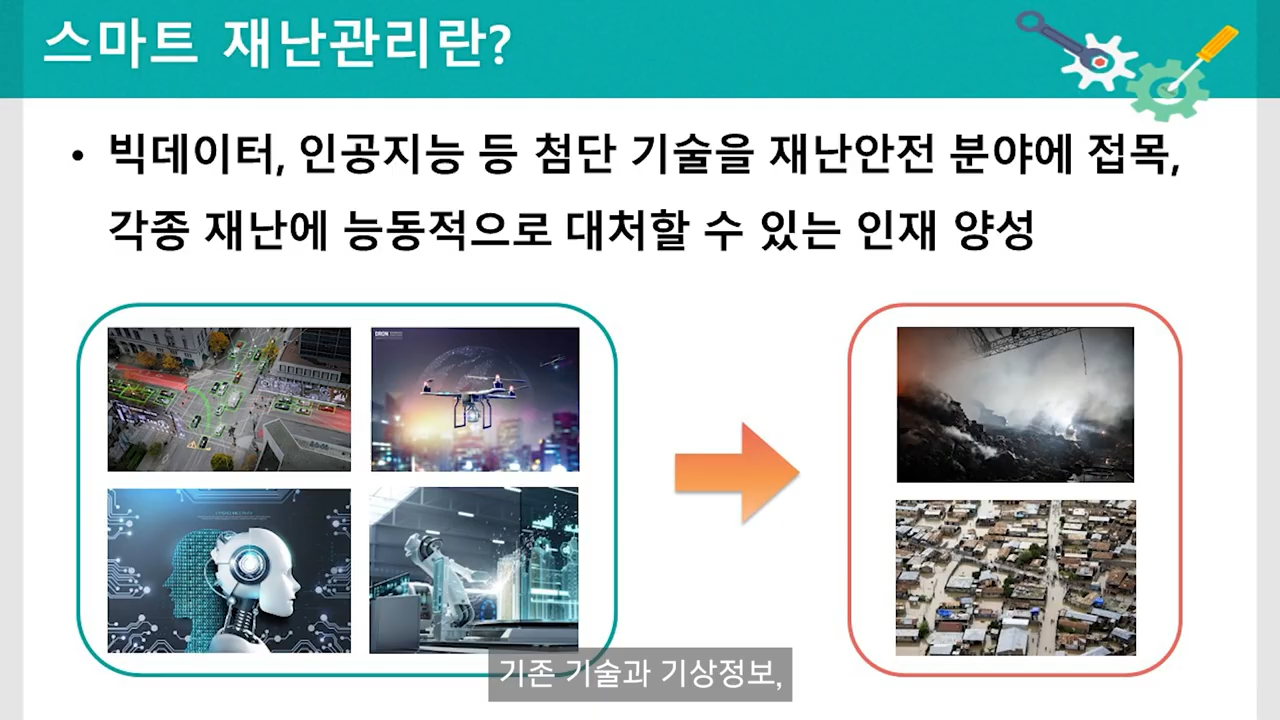 스마트 재난관리란?
• 빅데이터, 인공지능 등 첨단 기술을 재난안전 분야에 접목,
각종 재난에 능동적으로 대처할 수 있는 인재 양성
기존 기술과 기상정보,